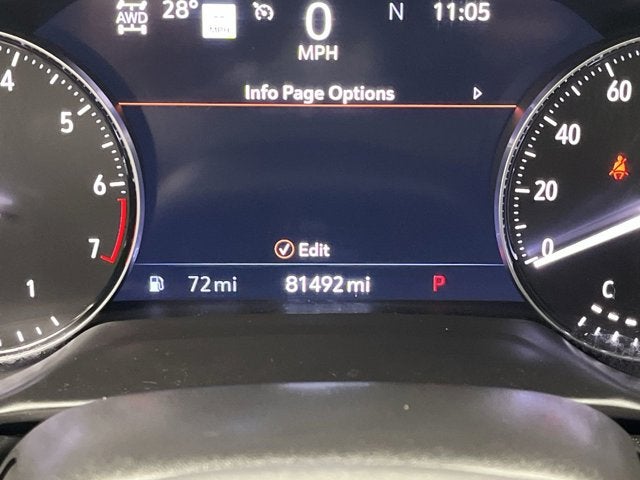 AWD 28° 0 N 11:05
MPH
MPH
Info Page Options
Edit
72 mi 81492 mi P
4
5
6
7
1
60
40
20
0
C